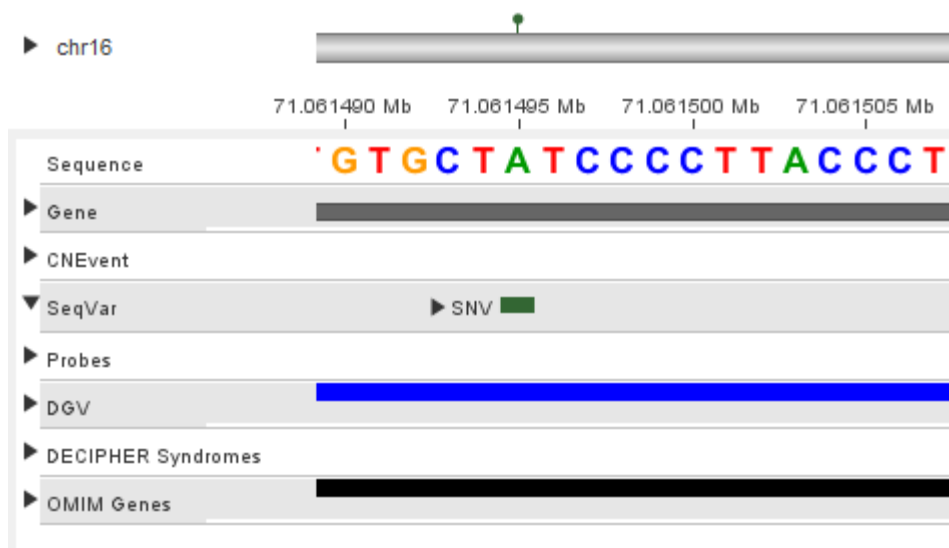 chr16
71.061490 Mb 71.061495 Mb 71.061500 Mb 71.061505 Mb
Sequence G T G C T A T C C C C T T A C C C T
Gene
CNEvent
SeqVar SNV
Probes
DGV
DECIPHER Syndromes
OMIM Genes